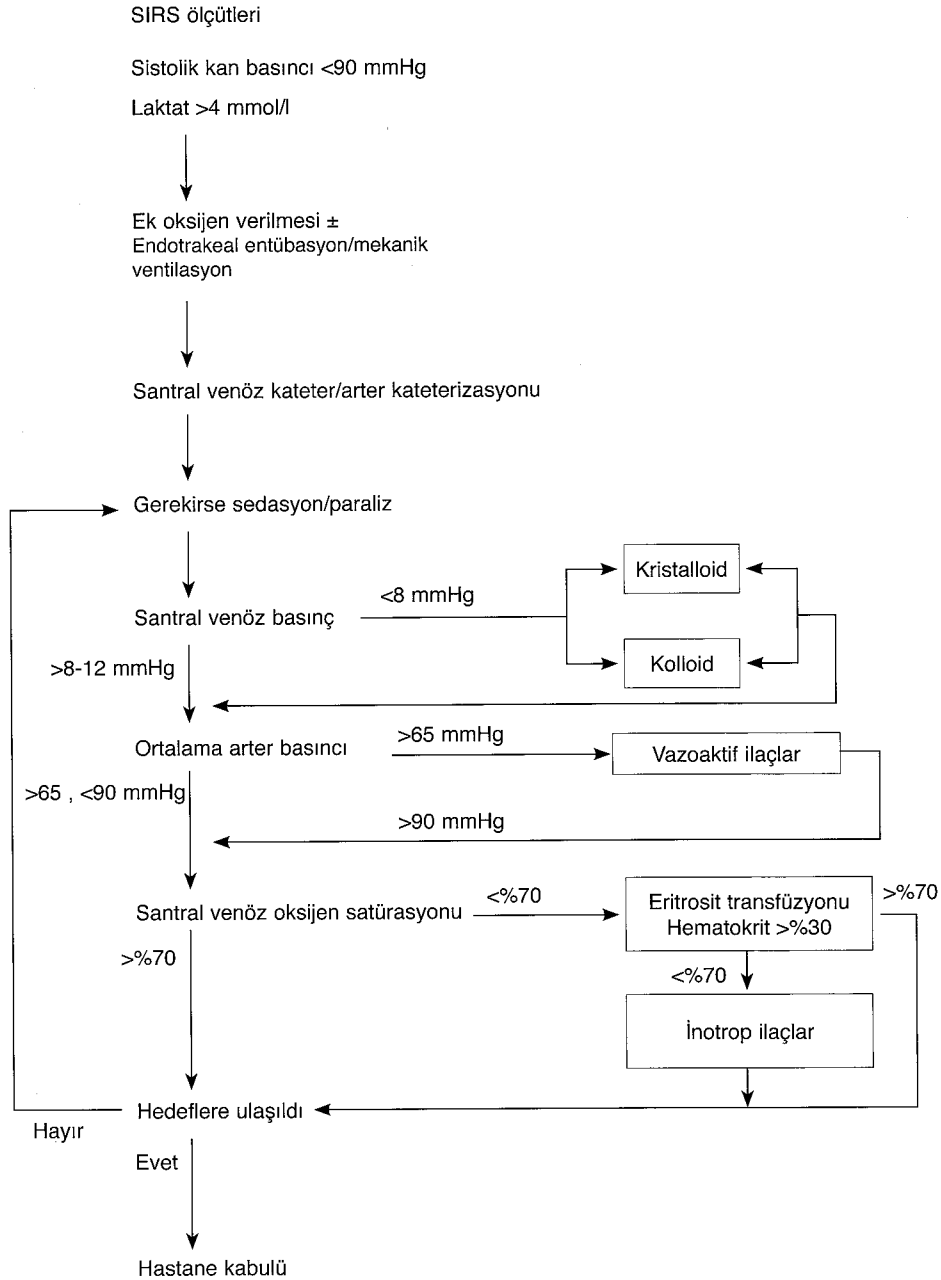 SIRS ölçütleri
Sistolik kan basıncı <90 mmHg
Laktat >4 mmol/l
Ek oksijen verilmesi ±
Endotrakeal entübasyon/mekanik
ventilasyon
Santral venöz kateter/arter kateterizasyonu
Gerekirse sedasyon/paraliz
Kristalloid
<8 mmHg
Santral venöz basınç
Kolloid
>8-12 mmHg
>65 mmHg
Ortalama arter basıncı
Vazoaktif ilaçlar
>65 , <90 mmHg
>90 mmHg
<%70
Eritrosit transfüzyonu
Hematokrit >%30
>%70
Santral venöz oksijen satürasyonu
>%70
<%70
İnotrop ilaçlar
Hedeflere ulaşıldı
Hayır
Evet
Hastane kabulü